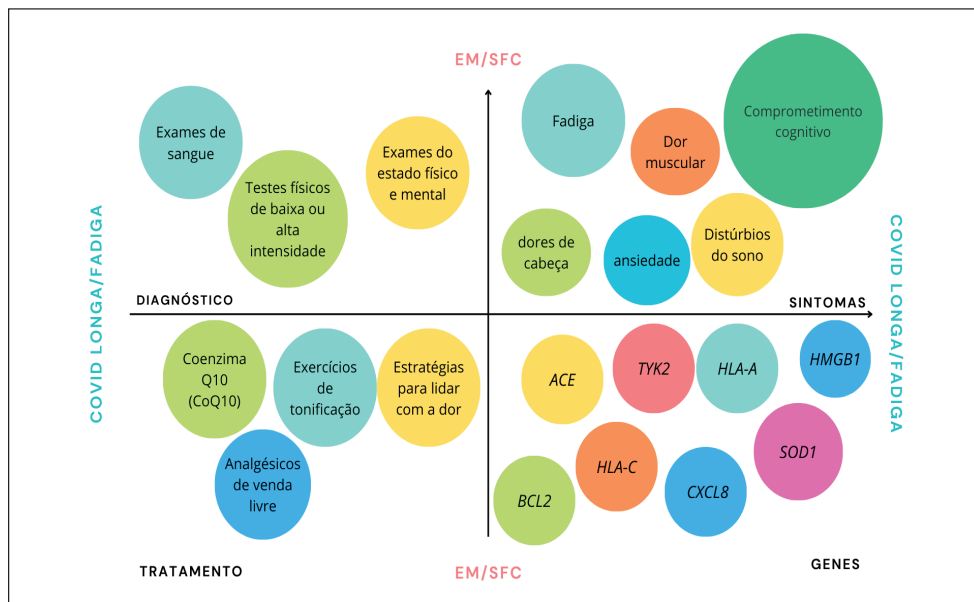 EM/SFC
Exames de
sangue
Testes físicos
de baixa ou
alta
intensidade
Exames do
estado físico
e mental
Fadiga
Dor
muscular
Comprometimento
cognitivo
dores de
cabeça
ansiedade
Distúrbios
do sono
COVID LONGA/FADIGA
COVID LONGA/FADIGA
DIAGNÓSTICO
SINTOMAS
Coenzima
Q10
(CoQ10)
Exercícios
de
tonificação
Estratégias
para lidar
com a dor
Analgésicos
de venda
livre
ACE
TYK2
HLA-A
HMGB1
BCL2
HLA-C
CXCL8
SOD1
TRATAMENTO
EM/SFC
GENES